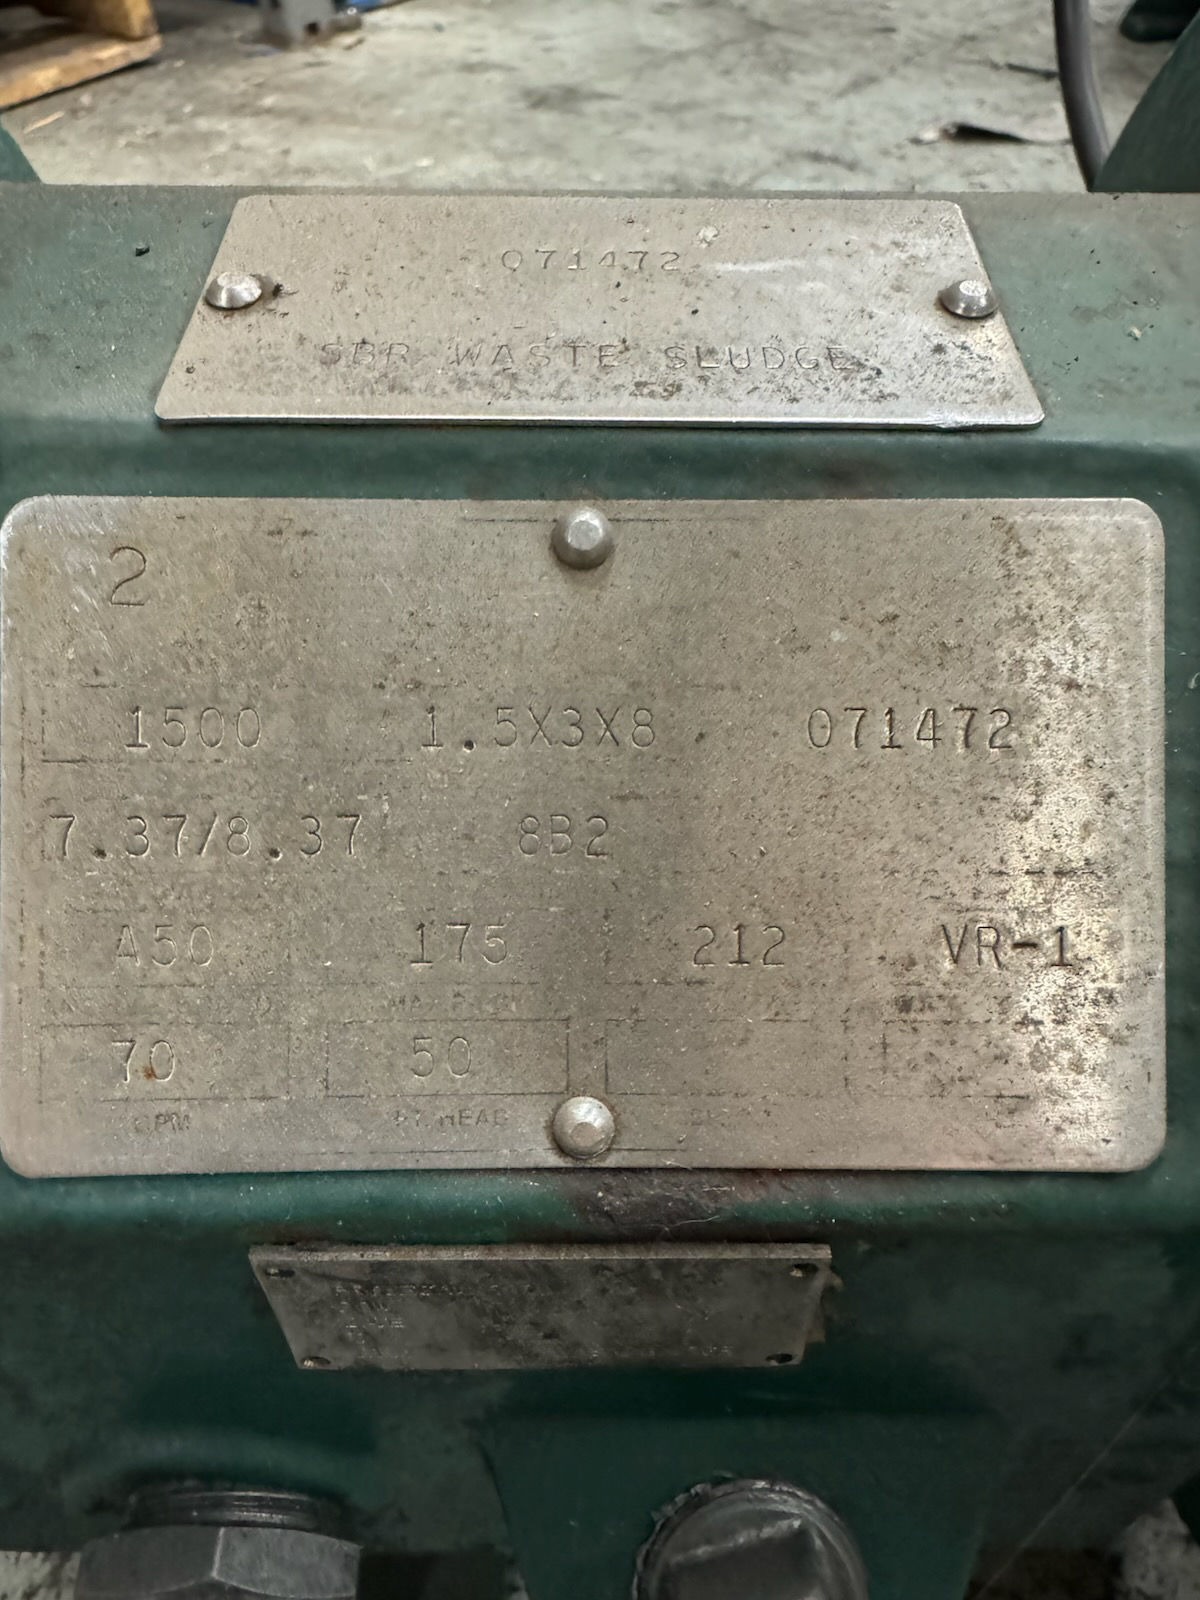 071472
SBR WASTE SLUDGE
2
1500 1.5X3X8 071472
7.37/8.37 8B2
A50 175 212 VR-1
70 50
GPM FT. HEAD